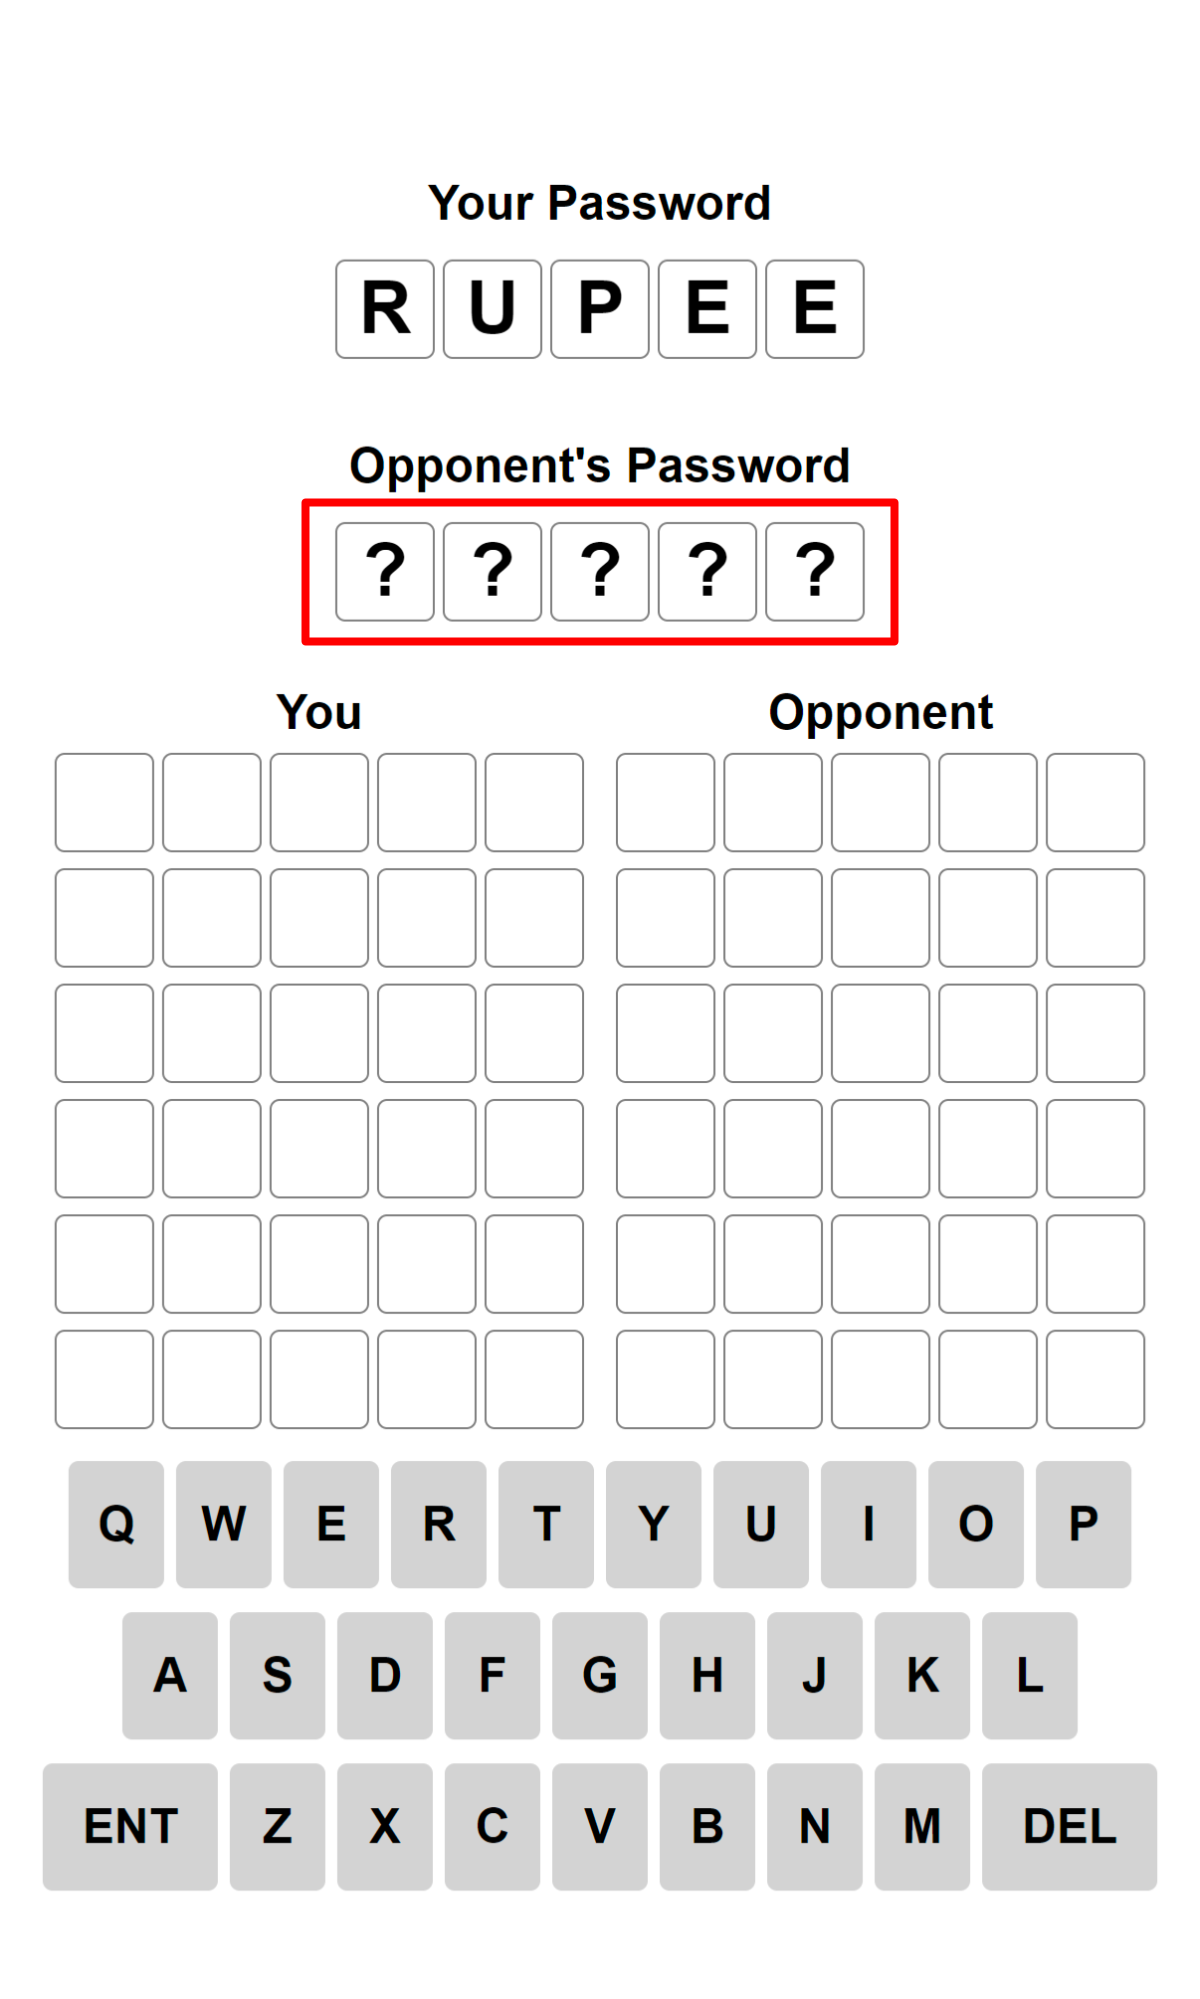 Your Password
R U P E E
Opponent's Password
? ? ? ? ?
You Opponent
Q W E R T Y U I O P
A S D F G H J K L
ENT Z X C V B N M DEL